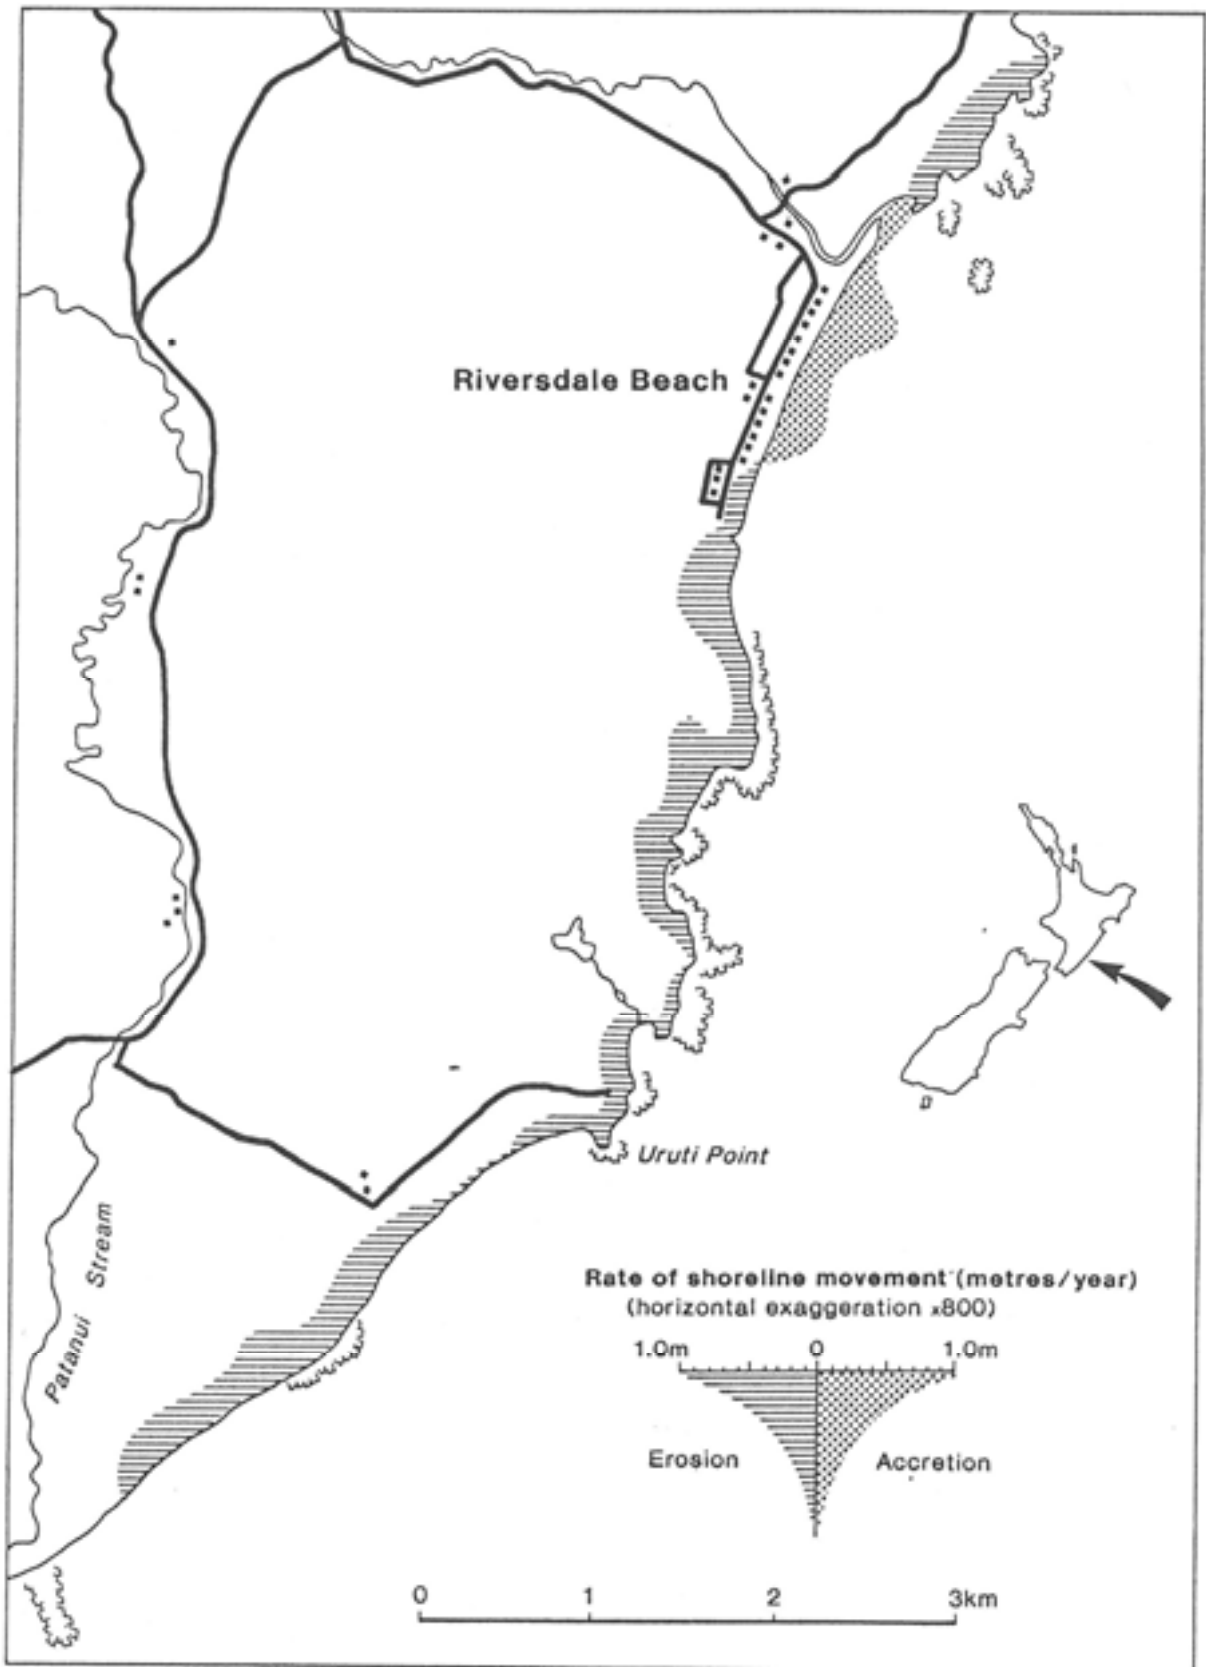 Riversdale Beach
Uruti Point
Patanui Stream
Rate of shoreline movement (metres/year)
(horizontal exaggeration x800)
1.0m 0 1.0m
Erosion Accretion
0 1 2 3km